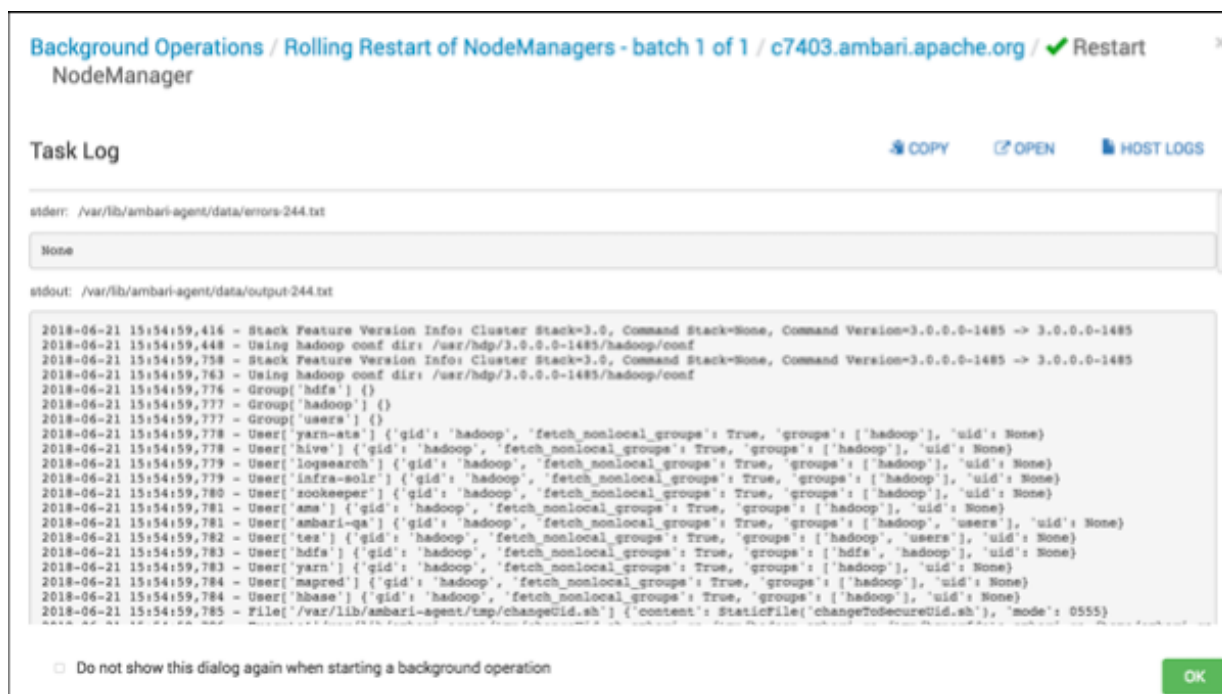 Background Operations / Rolling Restart of NodeManagers - batch 1 of 1 / c7403.ambari.apache.org / ✔ Restart
NodeManager
Task Log
COPY
OPEN
HOST LOGS
stderr: /var/lib/ambari-agent/data/errors-244.txt
None
stdout: /var/lib/ambari-agent/data/output-244.txt
2018-06-21 15:54:59,416 - Stack Feature Version Info: Cluster Stack=3.0, Command Stack=None, Command Version=3.0.0.0-1485 -> 3.0.0.0-1485
2018-06-21 15:54:59,448 - Using hadoop conf dir: /usr/hdp/3.0.0.0-1485/hadoop/conf
2018-06-21 15:54:59,758 - Stack Feature Version Info: Cluster Stack=3.0, Command Stack=None, Command Version=3.0.0.0-1485 -> 3.0.0.0-1485
2018-06-21 15:54:59,763 - Using hadoop conf dir: /usr/hdp/3.0.0.0-1485/hadoop/conf
2018-06-21 15:54:59,776 - Group['hdfs'] {}
2018-06-21 15:54:59,777 - Group['hadoop'] {}
2018-06-21 15:54:59,777 - Group['users'] {}
2018-06-21 15:54:59,778 - User['yarn-ats'] {'gid': 'hadoop', 'fetch_nonlocal_groups': True, 'groups': ['hadoop'], 'uid': None}
2018-06-21 15:54:59,778 - User['hive'] {'gid': 'hadoop', 'fetch_nonlocal_groups': True, 'groups': ['hadoop'], 'uid': None}
2018-06-21 15:54:59,779 - User['logsearch'] {'gid': 'hadoop', 'fetch_nonlocal_groups': True, 'groups': ['hadoop'], 'uid': None}
2018-06-21 15:54:59,779 - User['infra-solr'] {'gid': 'hadoop', 'fetch_nonlocal_groups': True, 'groups': ['hadoop'], 'uid': None}
2018-06-21 15:54:59,780 - User['zookeeper'] {'gid': 'hadoop', 'fetch_nonlocal_groups': True, 'groups': ['hadoop'], 'uid': None}
2018-06-21 15:54:59,781 - User['ams'] {'gid': 'hadoop', 'fetch_nonlocal_groups': True, 'groups': ['hadoop'], 'uid': None}
2018-06-21 15:54:59,781 - User['ambari-qa'] {'gid': 'hadoop', 'fetch_nonlocal_groups': True, 'groups': ['hadoop', 'users'], 'uid': None}
2018-06-21 15:54:59,782 - User['tez'] {'gid': 'hadoop', 'fetch_nonlocal_groups': True, 'groups': ['hadoop', 'users'], 'uid': None}
2018-06-21 15:54:59,783 - User['hdfs'] {'gid': 'hadoop', 'fetch_nonlocal_groups': True, 'groups': ['hdfs', 'hadoop'], 'uid': None}
2018-06-21 15:54:59,783 - User['yarn'] {'gid': 'hadoop', 'fetch_nonlocal_groups': True, 'groups': ['hadoop'], 'uid': None}
2018-06-21 15:54:59,784 - User['mapred'] {'gid': 'hadoop', 'fetch_nonlocal_groups': True, 'groups': ['hadoop'], 'uid': None}
2018-06-21 15:54:59,784 - User['hbase'] {'gid': 'hadoop', 'fetch_nonlocal_groups': True, 'groups': ['hadoop'], 'uid': None}
2018-06-21 15:54:59,785 - File['/var/lib/ambari-agent/tmp/changeUid.sh'] {'content': StaticFile('changeToSecureUid.sh'), 'mode': 0555}
Do not show this dialog again when starting a background operation
OK